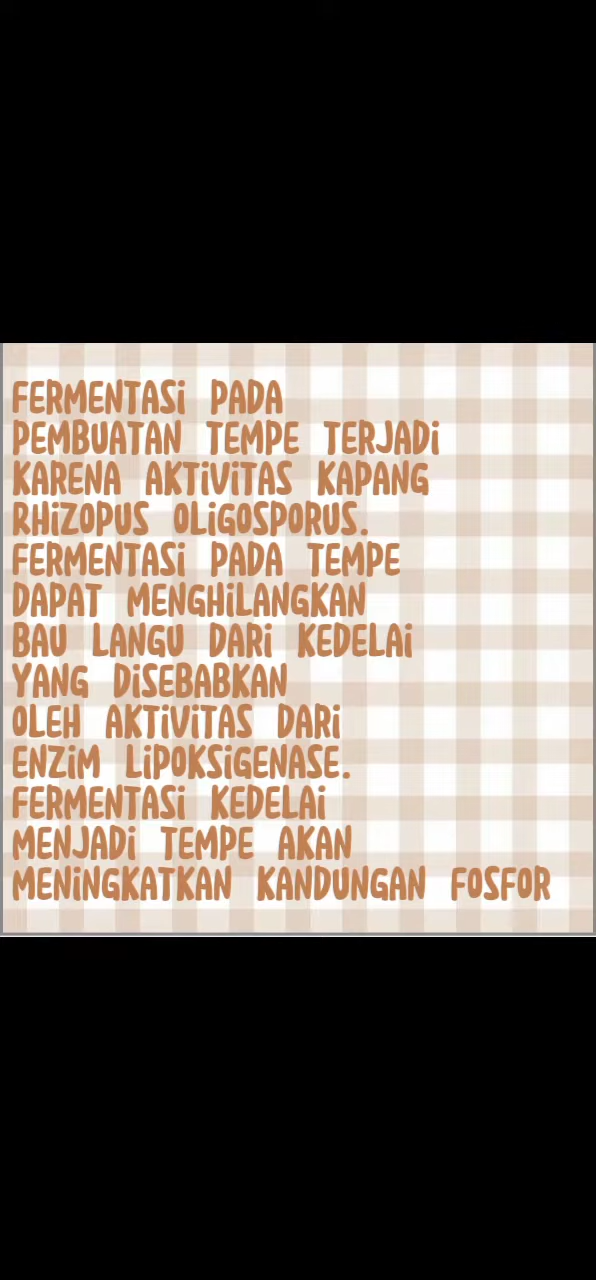 FERMENTASi PADA
PEMBUATAN TEMPE TERJADi
KARENA AKTiViTAS KAPANG
RHiZOPUS OLiGOSPORUS.
FERMENTASi PADA TEMPE
DAPAT MENGHiLANGKAN
BAU LANGU DARi KEDELAi
YANG DiSEBABKAN
OLEH AKTiViTAS DARi
ENZiM LiPOKSiGENASE.
FERMENTASi KEDELAi
MENJADi TEMPE AKAN
MENiNGKATKAN KANDUNGAN FOSFOR